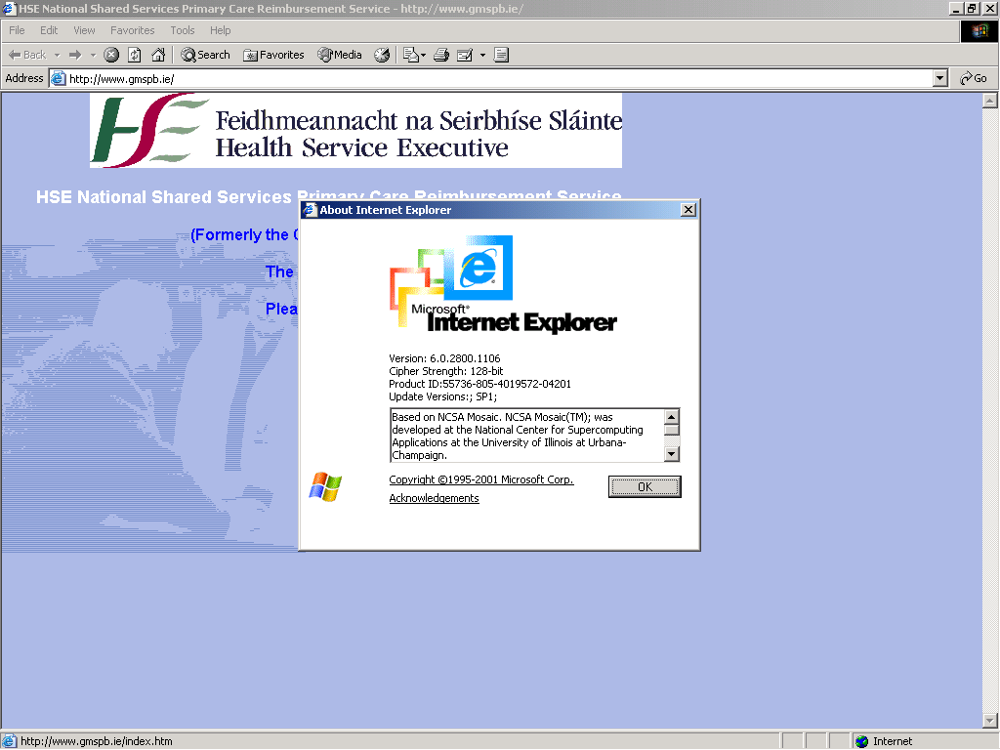 HSE National Shared Services Primary Care Reimbursement Service - http://www.gmspb.ie/
File Edit View Favorites Tools Help
Back Search Favorites Media
Address http://www.gmspb.ie/ Go
HSE
Feidhmeannacht na Seirbhíse Sláinte
Health Service Executive
HSE National Shared Services Primary Care Reimbursement Service
(Formerly the
The
About Internet Explorer
Microsoft®
Internet Explorer
Version: 6.0.2800.1106
Cipher Strength: 128-bit
Product ID:55736-805-4019572-04201
Update Versions:; SP1;
Based on NCSA Mosaic. NCSA Mosaic(TM); was
developed at the National Center for Supercomputing
Applications at the University of Illinois at Urbana-
Champaign.
Copyright ©1995-2001 Microsoft Corp.
OK
Acknowledgements
http://www.gmspb.ie/index.htm Internet